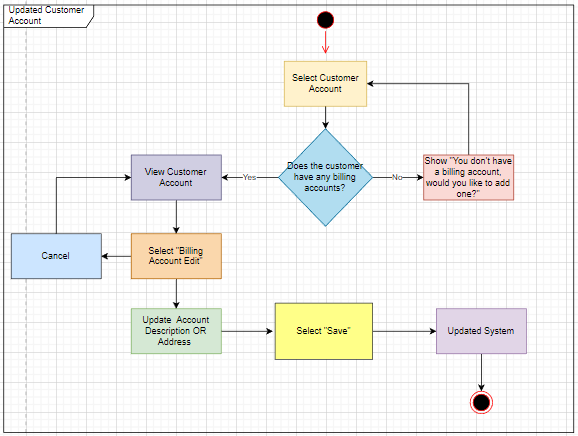 Updated Customer
Account
Select Customer
Account
Does the customer
have any billing
accounts?
Yes
No
Show "You don't have
a billing account,
would you like to add
one?"
View Customer
Account
Cancel
Select "Billing
Account Edit"
Update Account
Description OR
Address
Select "Save"
Updated System